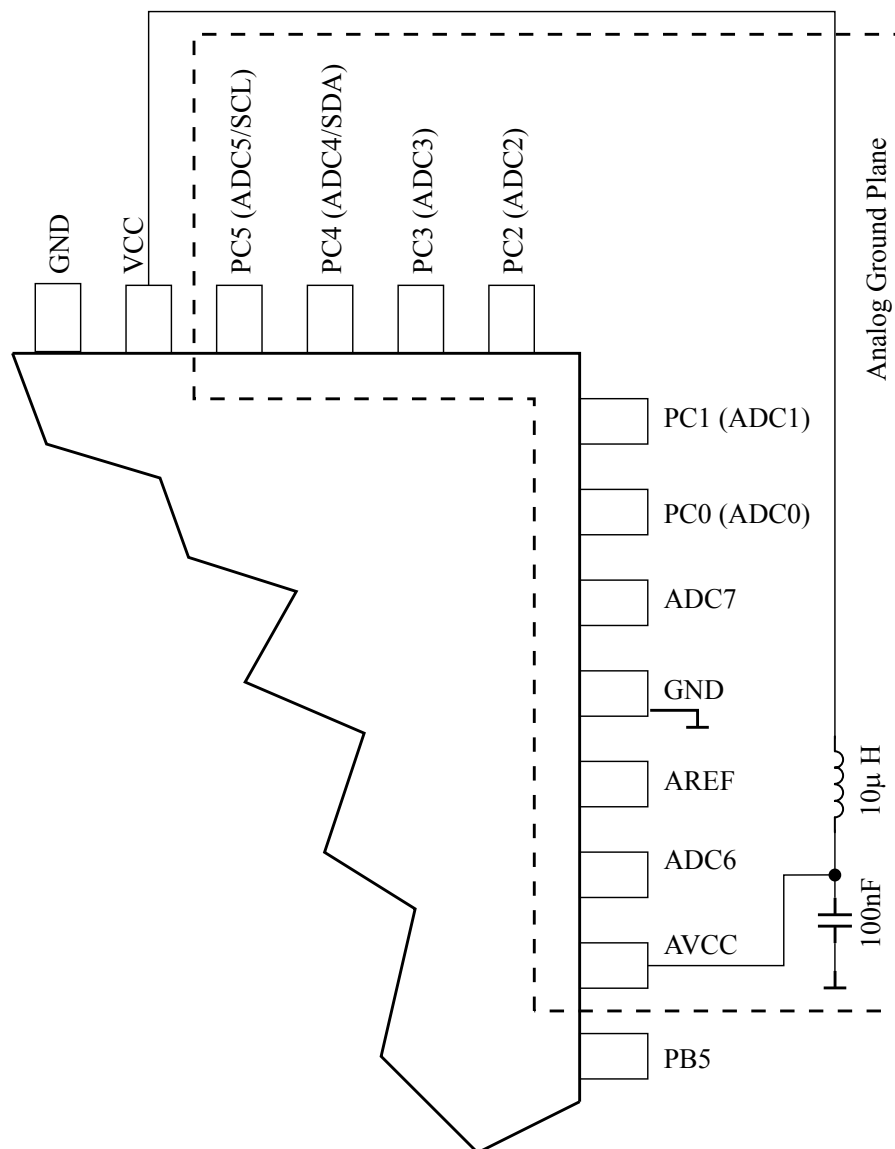 GND
VCC
PC5 (ADC5/SCL)
PC4 (ADC4/SDA)
PC3 (ADC3)
PC2 (ADC2)
Analog Ground Plane
PC1 (ADC1)
PC0 (ADC0)
ADC7
GND
AREF
ADC6
AVCC
PB5
10µ H
100nF